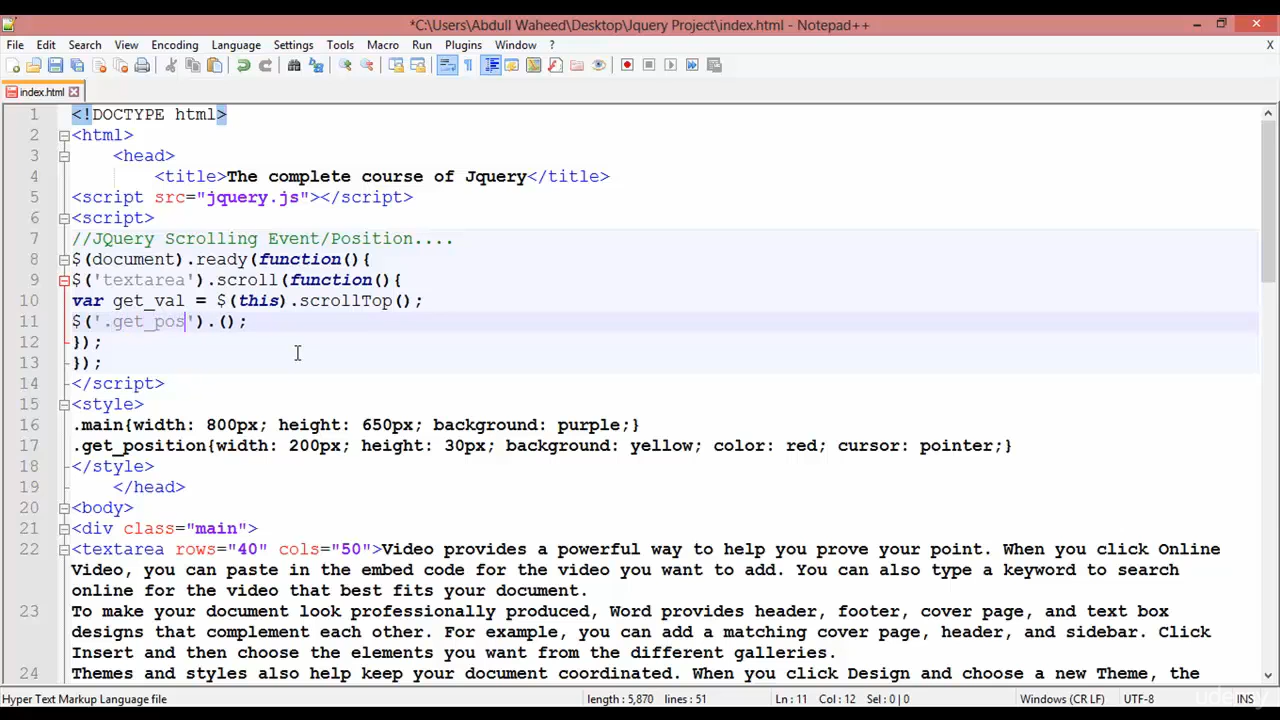 *C:\Users\Abdull Waheed\Desktop\Jquery Project\index.html - Notepad++
File Edit Search View Encoding Language Settings Tools Macro Run Plugins Window ? X
index.html
1 <!DOCTYPE html>
2 <html>
3 <head>
4 <title>The complete course of Jquery</title>
5 <script src="jquery.js"></script>
6 <script>
7 //JQuery Scrolling Event/Position....
8 $(document).ready(function(){
9 $('textarea').scroll(function(){
10 var get_val = $(this).scrollTop();
11 $('.get_pos').();
12 });
13 });
14 </script>
15 <style>
16 .main{width: 800px; height: 650px; background: purple;}
17 .get_position{width: 200px; height: 30px; background: yellow; color: red; cursor: pointer;}
18 </style>
19 </head>
20 <body>
21 <div class="main">
22 <textarea rows="40" cols="50">Video provides a powerful way to help you prove your point. When you click Online
Video, you can paste in the embed code for the video you want to add. You can also type a keyword to search
online for the video that best fits your document.
23 To make your document look professionally produced, Word provides header, footer, cover page, and text box
designs that complement each other. For example, you can add a matching cover page, header, and sidebar. Click
Insert and then choose the elements you want from the different galleries.
24 Themes and styles also help keep your document coordinated. When you click Design and choose a new Theme, the
Hyper Text Markup Language file length : 5,870 lines : 51 Ln : 11 Col : 12 Sel : 0 | 0 Windows (CR LF) UTF-8 INS
udemy